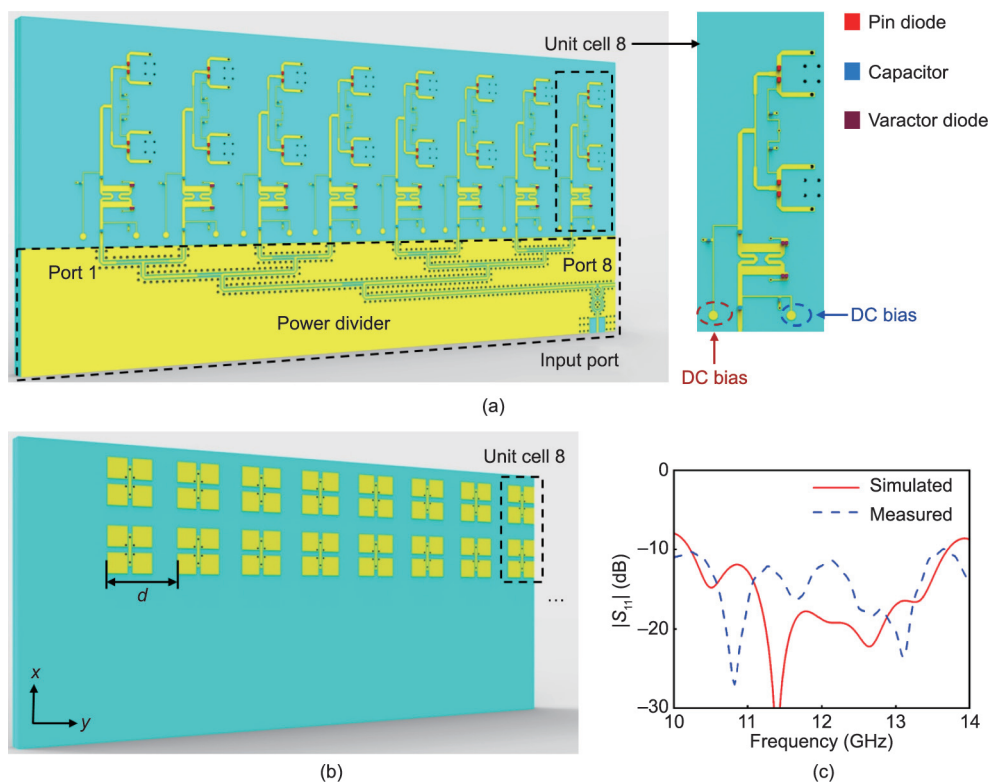 Unit cell 8
Pin diode
Capacitor
Varactor diode
Port 1
Port 8
Power divider
Input port
DC bias
DC bias
(a)
Unit cell 8
d
...
x
y
(b)
0
−10
−20
−30
|S11| (dB)
Simulated
Measured
10
11
12
13
14
Frequency (GHz)
(c)